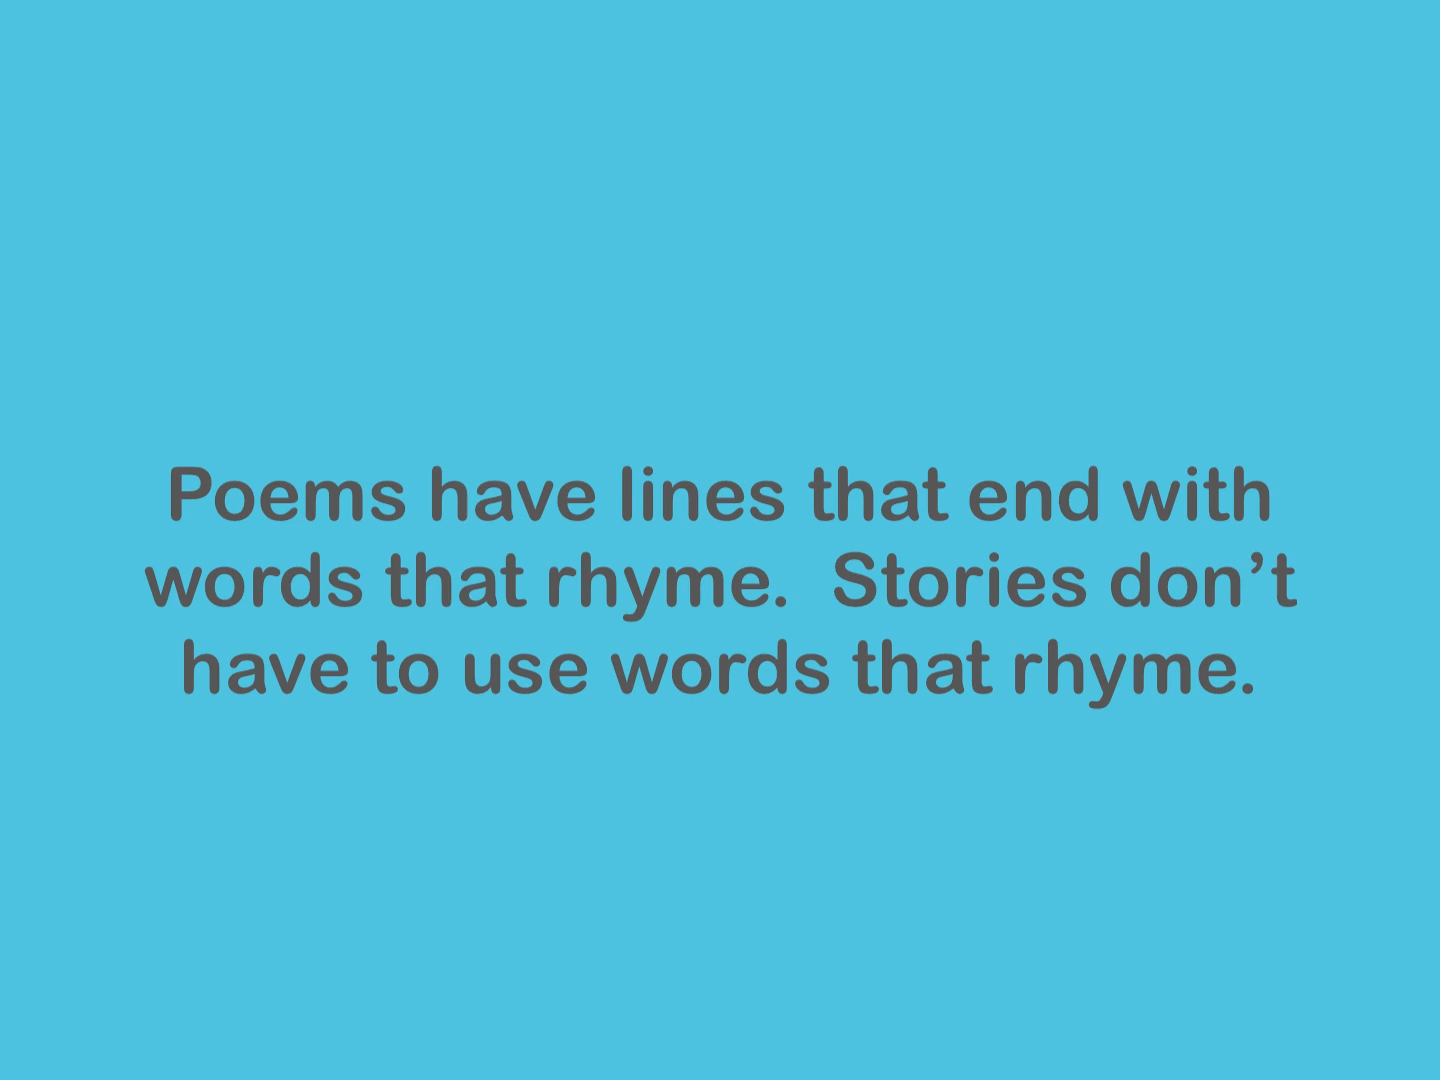 Poems have lines that end with
words that rhyme.  Stories don’t
have to use words that rhyme.